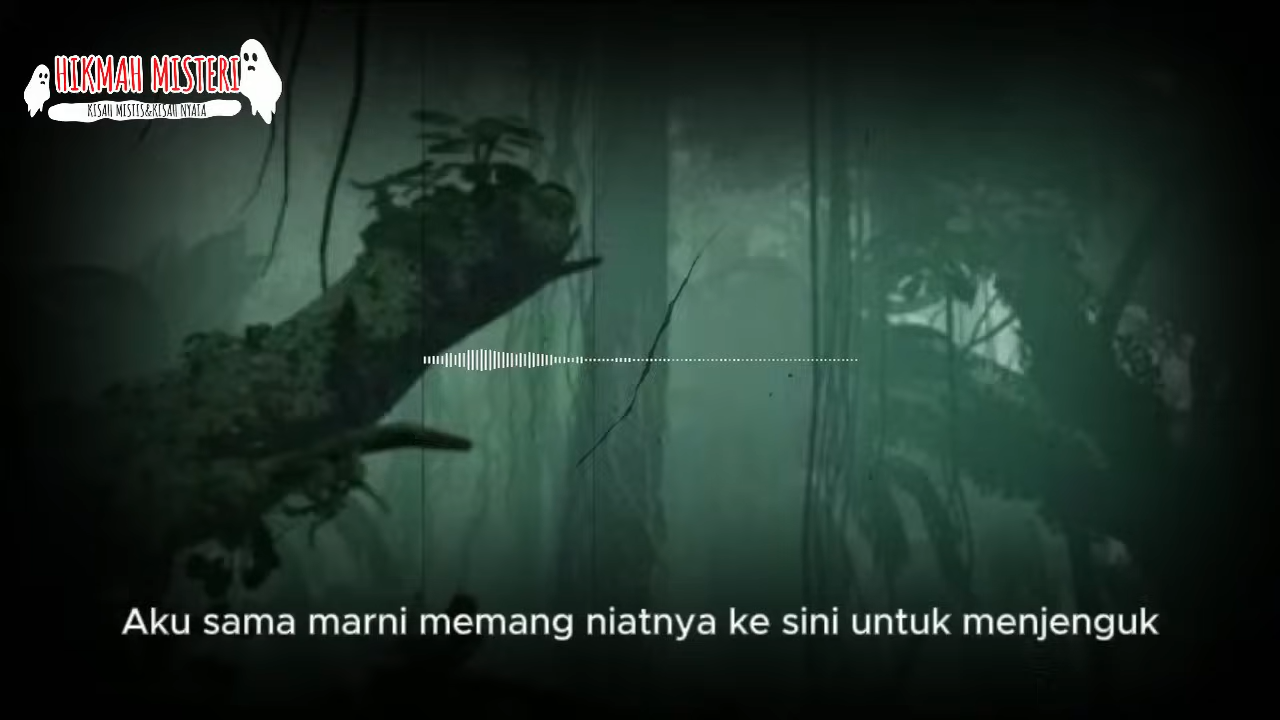 HIKMAH MISTERI
KISAH MISTIS&KISAH NYATA
Aku sama marni memang niatnya ke sini untuk menjenguk